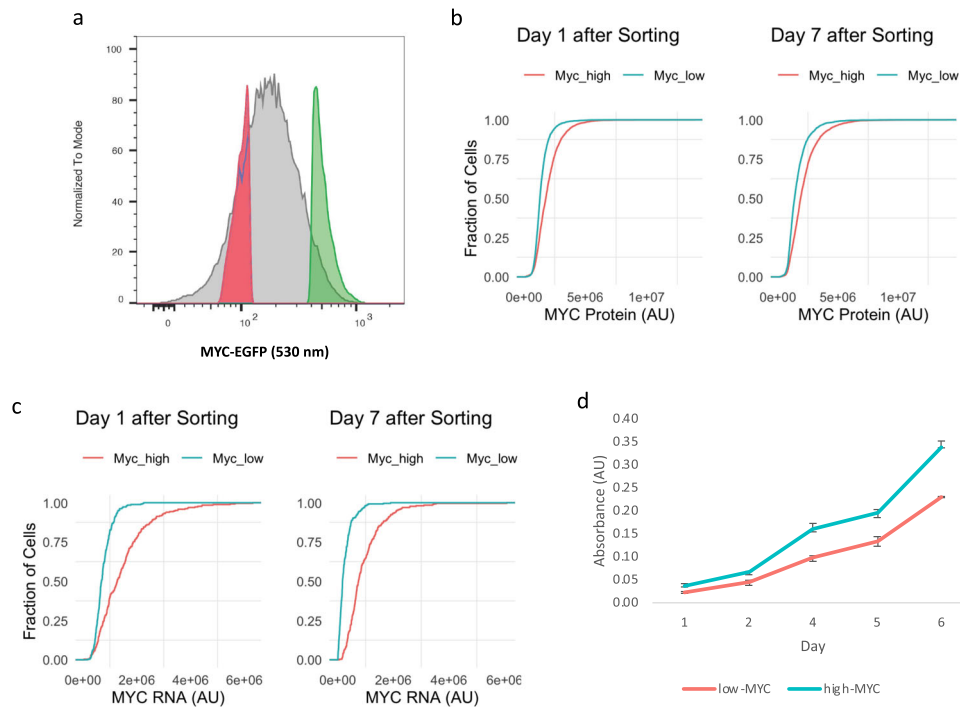 a
Normalized To Mode
100
80
60
40
20
0
0
10²
10³
MYC-EGFP (530 nm)
b
Day 1 after Sorting
Myc_high
Myc_low
Fraction of Cells
1.00
0.75
0.50
0.25
0.00
0e+00
5e+06
1e+07
MYC Protein (AU)
Day 7 after Sorting
Myc_high
Myc_low
1.00
0.75
0.50
0.25
0.00
0e+00
5e+06
1e+07
MYC Protein (AU)
c
Day 1 after Sorting
Myc_high
Myc_low
Fraction of Cells
1.00
0.75
0.50
0.25
0.00
0e+00
2e+06
4e+06
6e+06
MYC RNA (AU)
Day 7 after Sorting
Myc_high
Myc_low
1.00
0.75
0.50
0.25
0.00
0e+00
2e+06
4e+06
6e+06
MYC RNA (AU)
d
Absorbance (AU)
0.40
0.35
0.30
0.25
0.20
0.15
0.10
0.05
0.00
1
2
4
5
6
Day
low-MYC
high-MYC